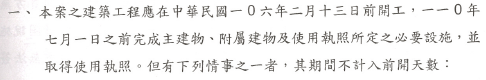 一、本案之建築工程應在中華民國一0六年二月十三日前開工，一一0年
七月一日之前完成主建物、附屬建物及使用執照所定之必要設施，並
取得使用執照。但有下列情事之一者，其期間不計入前開天數：